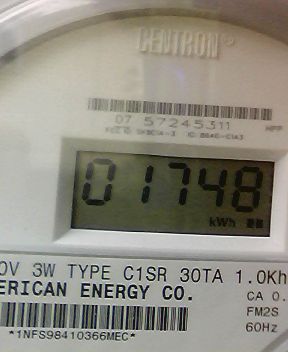 CENTRON®
07 57245311
01748
kWh
0V 3W TYPE C1SR 30TA 1.0Kh
ERICAN ENERGY CO. CA 0.
FM2S
*1NFS98410366MEC* 60Hz